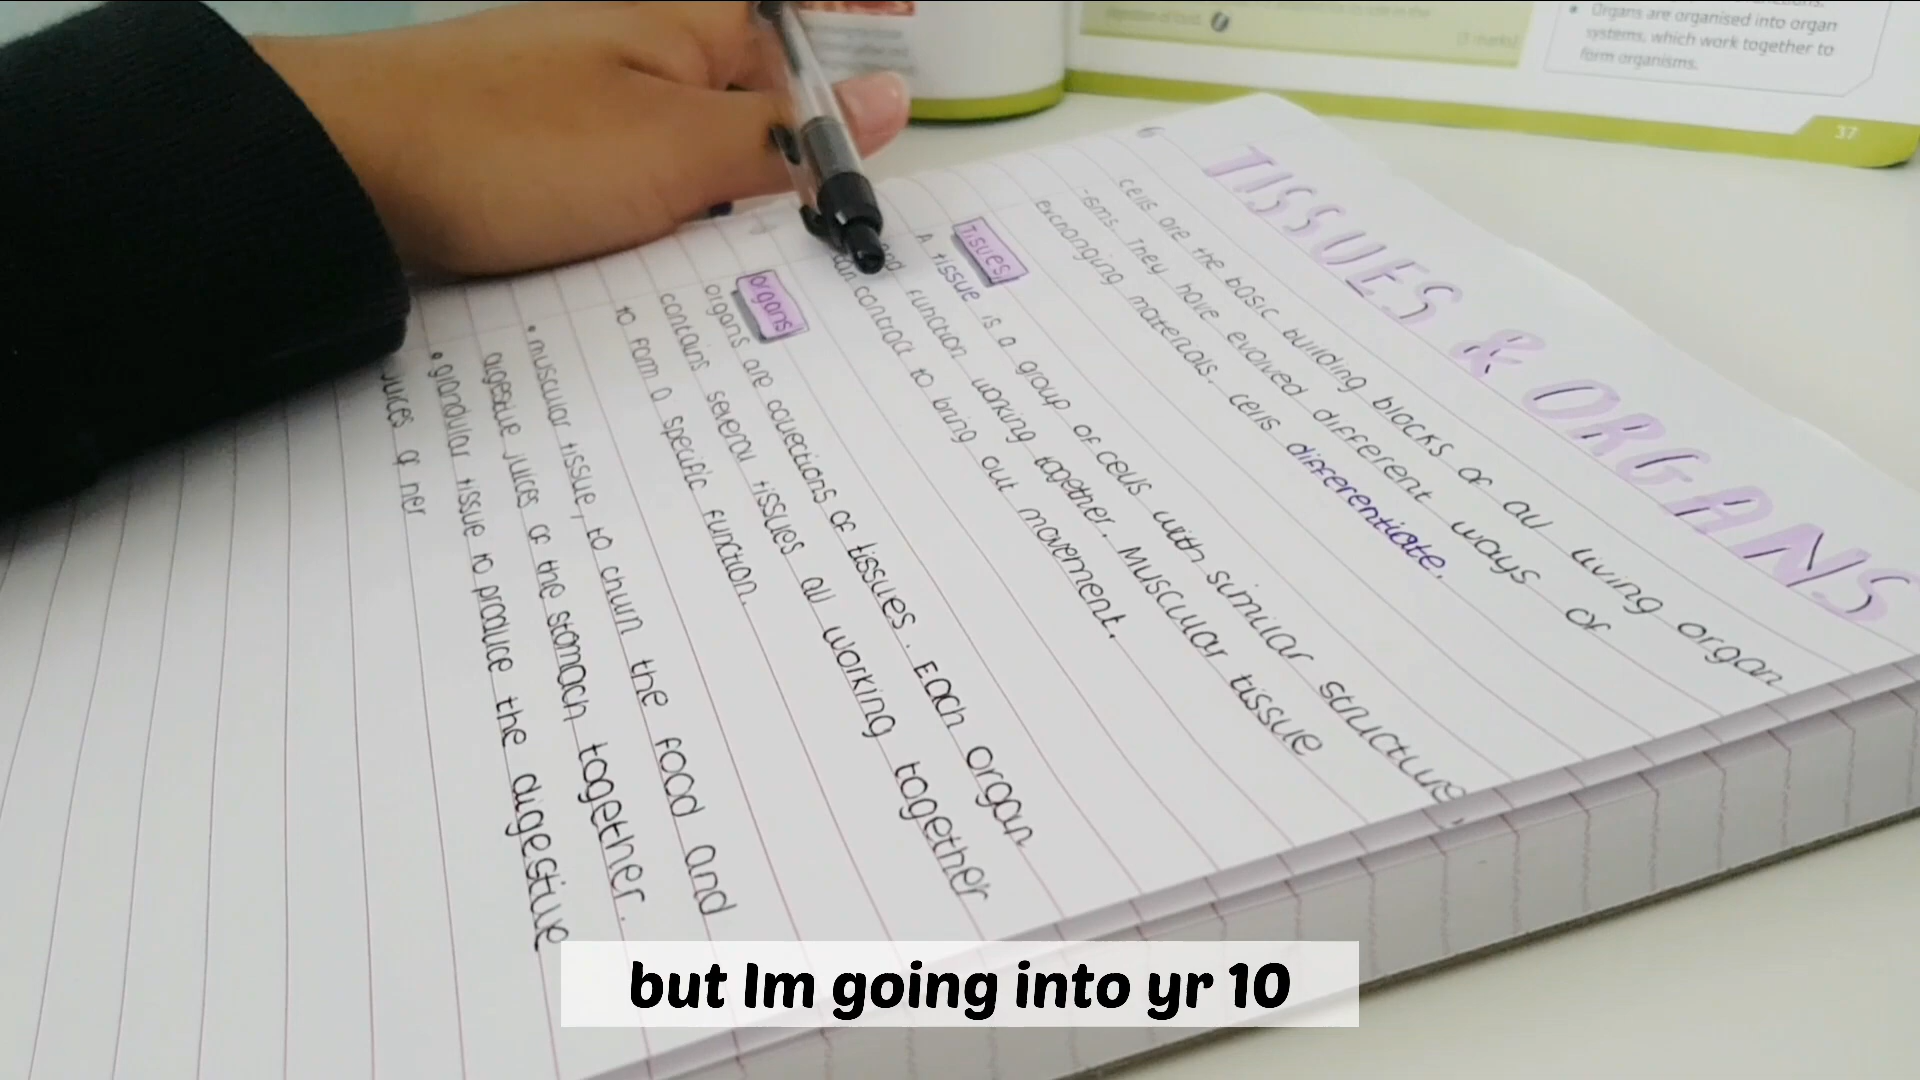 Organs are organised into organ
systems, which work together to
form organisms.
37
TISSUES & ORGANS
cells are the basic building blocks of all living organ
-isms. They have evolved different ways of
exchanging materials. cells differentiate.
Tissues
A tissue is a group of cells with similar structure
and function working together. Muscular tissue
can contract to bring out movement.
organs
organs are collections of tissues. Each organ
contains several tissues all working together
to form a specific function.
• muscular tissue, to churn the food and
digestive juices of the stomach together.
• glandular tissue to produce the digestive
juices
but Im going into yr 10